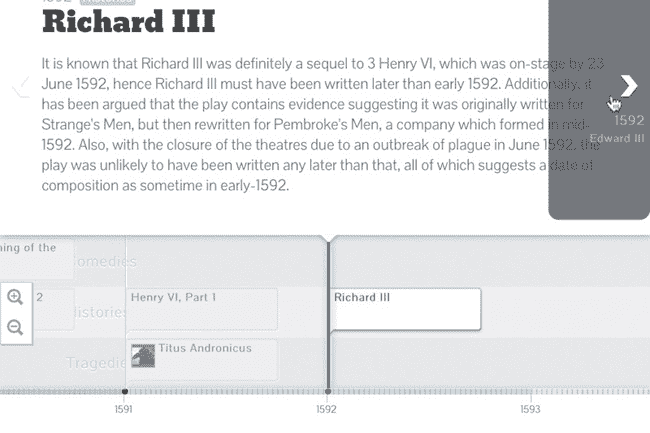 1592 Histories
Richard III
It is known that Richard III was definitely a sequel to 3 Henry VI, which was on-stage by 23
June 1592, hence Richard III must have been written later than early 1592. Additionally, it
has been argued that the play contains evidence suggesting it was originally written for
Strange's Men, but then rewritten for Pembroke's Men, a company which formed in mid-
1592. Also, with the closure of the theatres due to an outbreak of plague in June 1592, the
play was unlikely to have been written any later than that, all of which suggests a date of
composition as sometime in early-1592.
1592
Edward III
ing of the
omedies
2
Histories
Henry VI, Part 1
Richard III
Tragedie
Titus Andronicus
1591
1592
1593